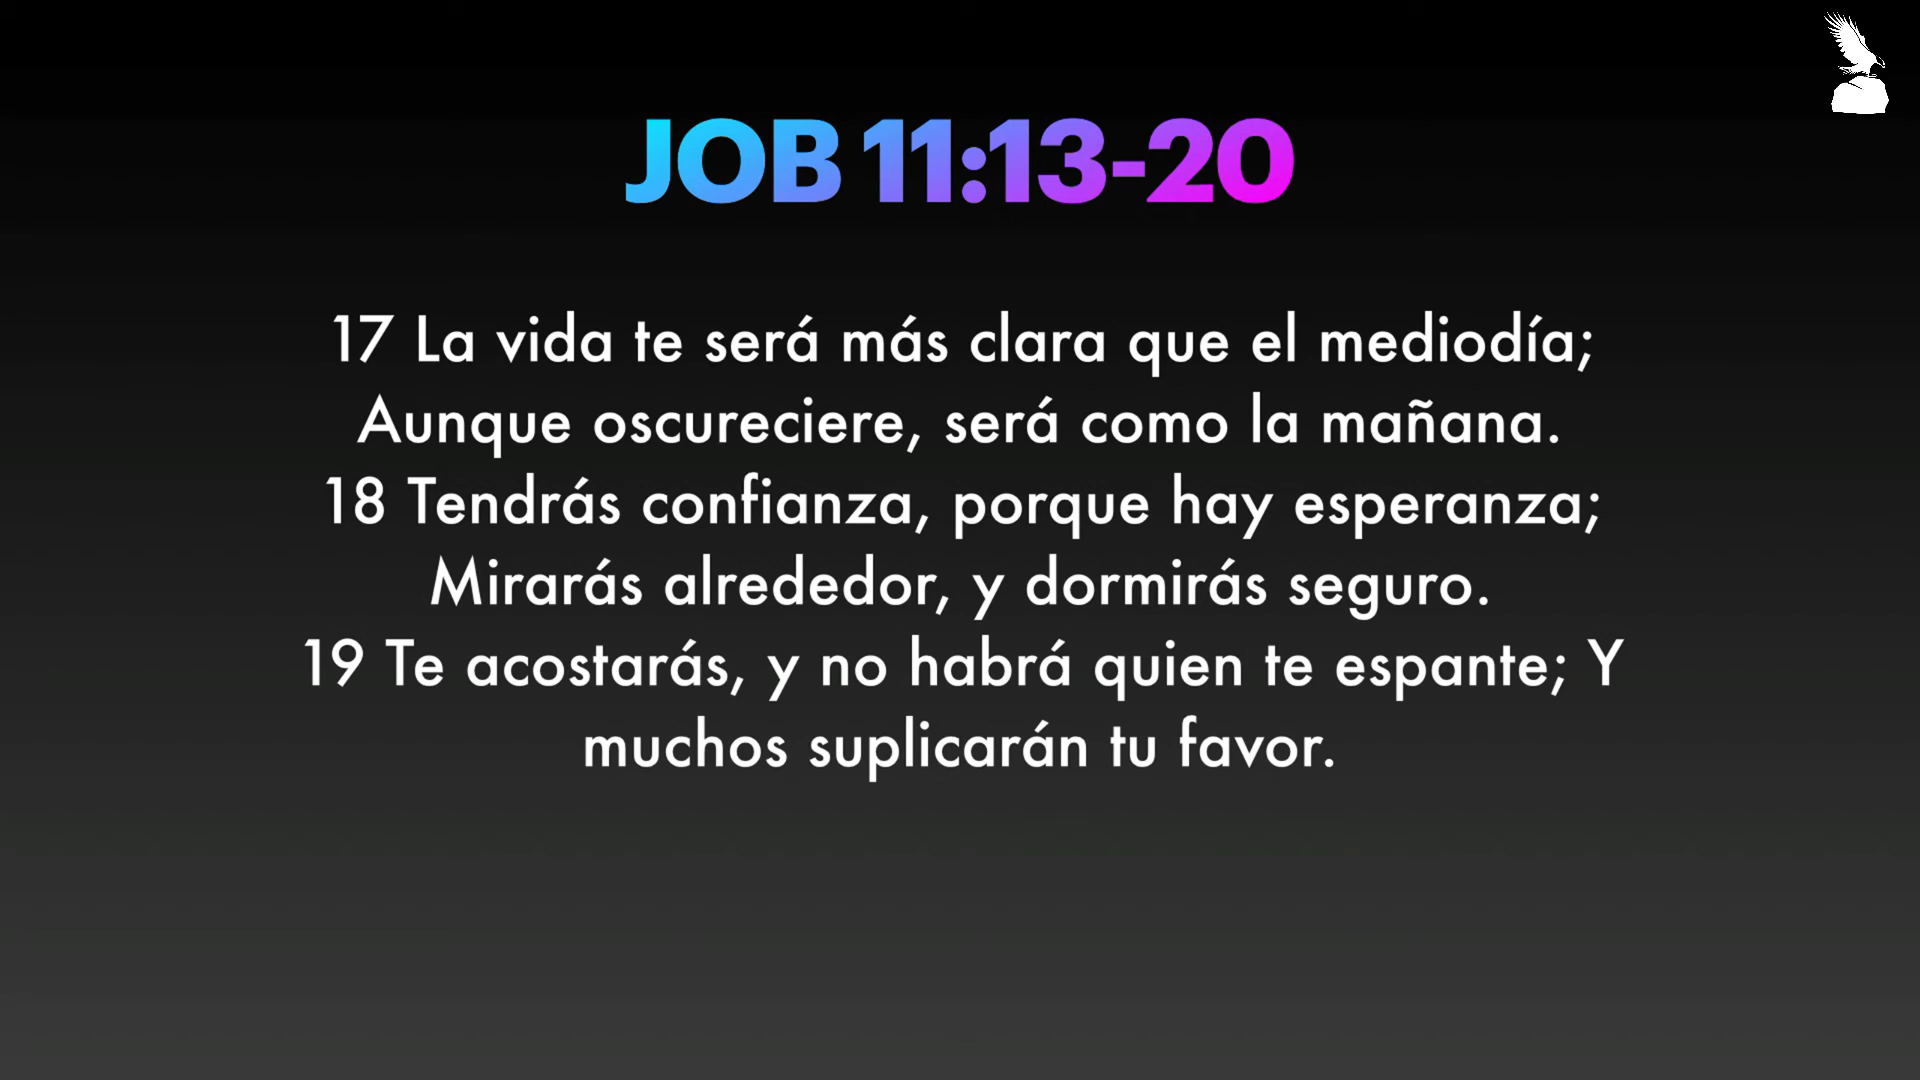 JOB 11:13-20
17 La vida te será más clara que el mediodía;
Aunque oscureciere, será como la mañana.
18 Tendrás confianza, porque hay esperanza;
Mirarás alrededor, y dormirás seguro.
19 Te acostarás, y no habrá quien te espante; Y
muchos suplicarán tu favor.